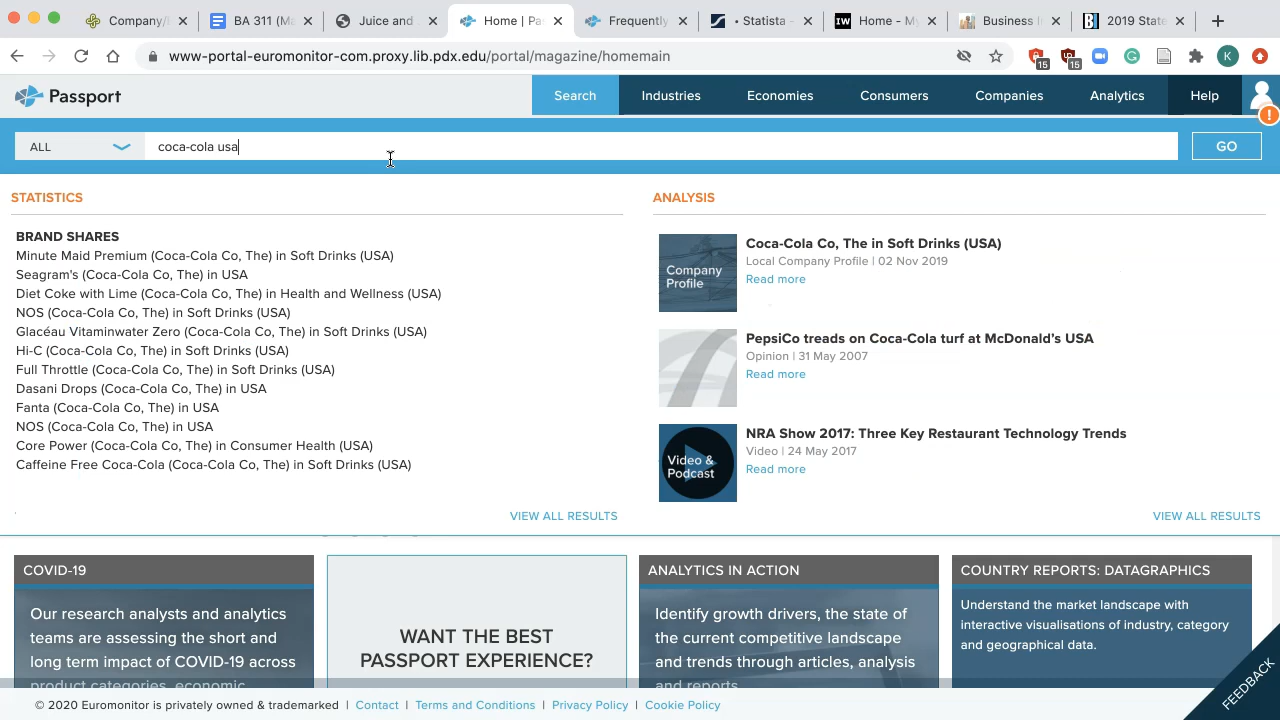 Company/I
BA 311 (Ma
Juice and
Home | Pa
Frequently
• Statista -
Home - My
Business I
2019 State
www-portal-euromonitor-com.proxy.lib.pdx.edu/portal/magazine/homemain
15
15
K
Passport
Search
Industries
Economies
Consumers
Companies
Analytics
Help
!
ALL
coca-cola usa
GO
STATISTICS
BRAND SHARES
Minute Maid Premium (Coca-Cola Co, The) in Soft Drinks (USA)
Seagram's (Coca-Cola Co, The) in USA
Diet Coke with Lime (Coca-Cola Co, The) in Health and Wellness (USA)
NOS (Coca-Cola Co, The) in Soft Drinks (USA)
Glacéau Vitaminwater Zero (Coca-Cola Co, The) in Soft Drinks (USA)
Hi-C (Coca-Cola Co, The) in Soft Drinks (USA)
Full Throttle (Coca-Cola Co, The) in Soft Drinks (USA)
Dasani Drops (Coca-Cola Co, The) in USA
Fanta (Coca-Cola Co, The) in USA
NOS (Coca-Cola Co, The) in USA
Core Power (Coca-Cola Co, The) in Consumer Health (USA)
Caffeine Free Coca-Cola (Coca-Cola Co, The) in Soft Drinks (USA)
VIEW ALL RESULTS
ANALYSIS
Company
Profile
Coca-Cola Co, The in Soft Drinks (USA)
Local Company Profile | 02 Nov 2019
Read more
PepsiCo treads on Coca-Cola turf at McDonald's USA
Opinion | 31 May 2007
Read more
Video &
Podcast
NRA Show 2017: Three Key Restaurant Technology Trends
Video | 24 May 2017
Read more
VIEW ALL RESULTS
COVID-19
Our research analysts and analytics
teams are assessing the short and
long term impact of COVID-19 across
product categories, economic
WANT THE BEST
PASSPORT EXPERIENCE?
ANALYTICS IN ACTION
Identify growth drivers, the state of
the current competitive landscape
and trends through articles, analysis
and reports
COUNTRY REPORTS: DATAGRAPHICS
Understand the market landscape with
interactive visualisations of industry, category
and geographical data.
FEEDBACK
© 2020 Euromonitor is privately owned & trademarked | Contact | Terms and Conditions | Privacy Policy | Cookie Policy